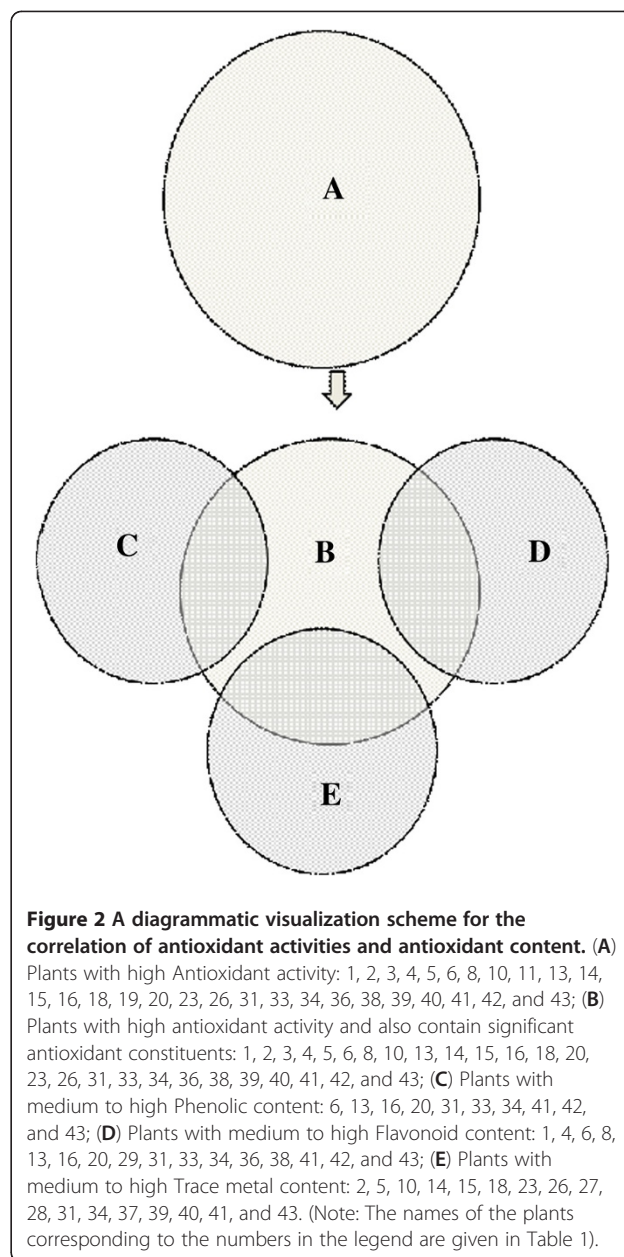 A
C
B
D
E
Figure 2 A diagrammatic visualization scheme for the
correlation of antioxidant activities and antioxidant content. (A)
Plants with high Antioxidant activity: 1, 2, 3, 4, 5, 6, 8, 10, 11, 13, 14,
15, 16, 18, 19, 20, 23, 26, 31, 33, 34, 36, 38, 39, 40, 41, 42, and 43; (B)
Plants with high antioxidant activity and also contain significant
antioxidant constituents: 1, 2, 3, 4, 5, 6, 8, 10, 13, 14, 15, 16, 18, 20,
23, 26, 31, 33, 34, 36, 38, 39, 40, 41, 42, and 43; (C) Plants with
medium to high Phenolic content: 6, 13, 16, 20, 31, 33, 34, 41, 42,
and 43; (D) Plants with medium to high Flavonoid content: 1, 4, 6, 8,
13, 16, 20, 29, 31, 33, 34, 36, 38, 41, 42, and 43; (E) Plants with
medium to high Trace metal content: 2, 5, 10, 14, 15, 18, 23, 26, 27,
28, 31, 34, 37, 39, 40, 41, and 43. (Note: The names of the plants
corresponding to the numbers in the legend are given in Table 1).